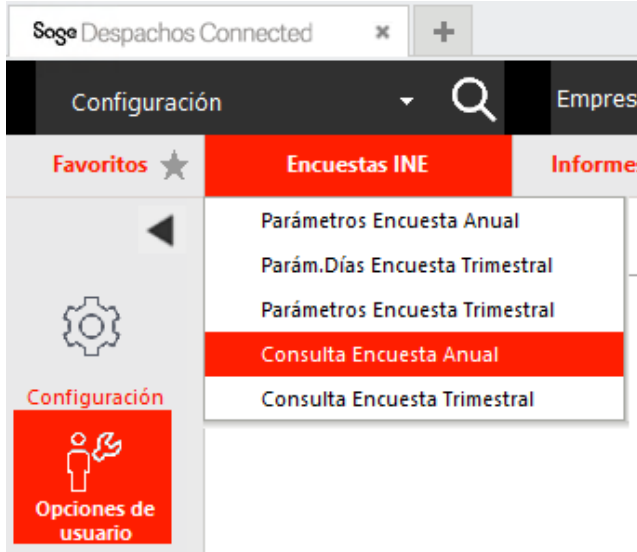 Sage Despachos Connected
Configuración
Empres
Favoritos
Encuestas INE
Informe
Parámetros Encuesta Anual
Parám.Días Encuesta Trimestral
Parámetros Encuesta Trimestral
Consulta Encuesta Anual
Consulta Encuesta Trimestral
Configuración
Opciones de
usuario